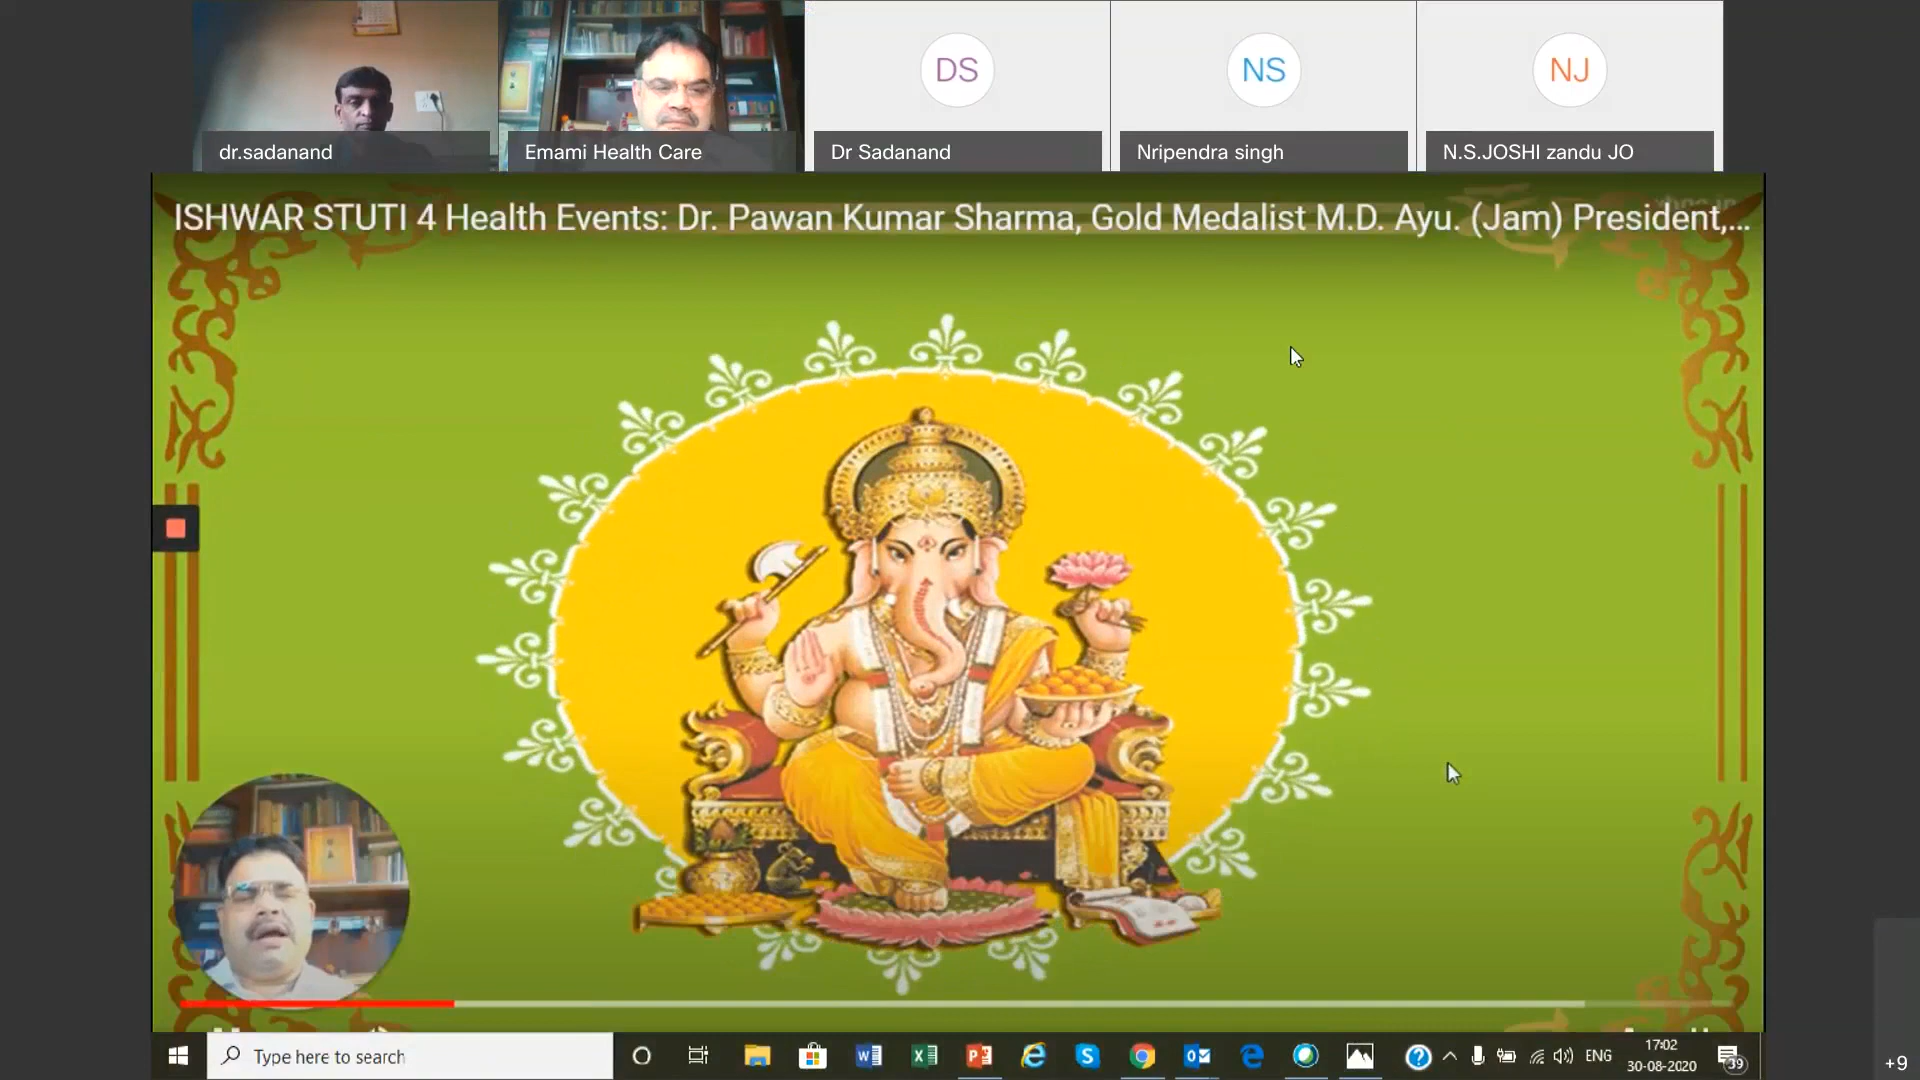 DS
NS
NJ
dr.sadanand
Emami Health Care
Dr Sadanand
Nripendra singh
N.S.JOSHI zandu JO
ISHWAR STUTI 4 Health Events: Dr. Pawan Kumar Sharma, Gold Medalist M.D. Ayu. (Jam) President,...
Type here to search
ENG
17:02
30-08-2020
39
+9